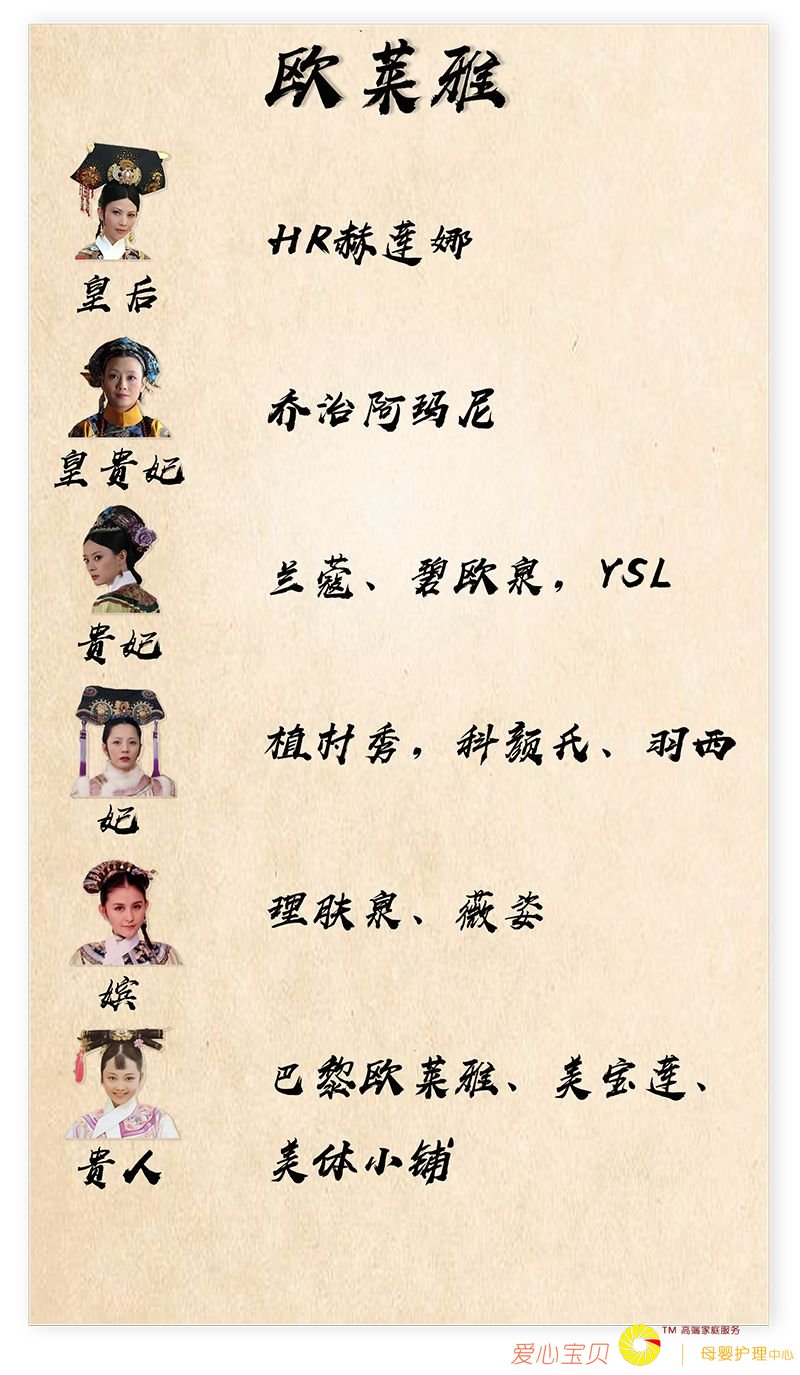 欧莱雅
HR赫莲娜
皇后
乔治阿玛尼
皇贵妃
兰蔻、碧欧泉，YSL
贵妃
植村秀，科颜氏、羽西
妃
理肤泉、薇姿
嫔
巴黎欧莱雅、美宝莲、
美体小铺
贵人
TM 高端家庭服务
爱心宝贝
母婴护理中心